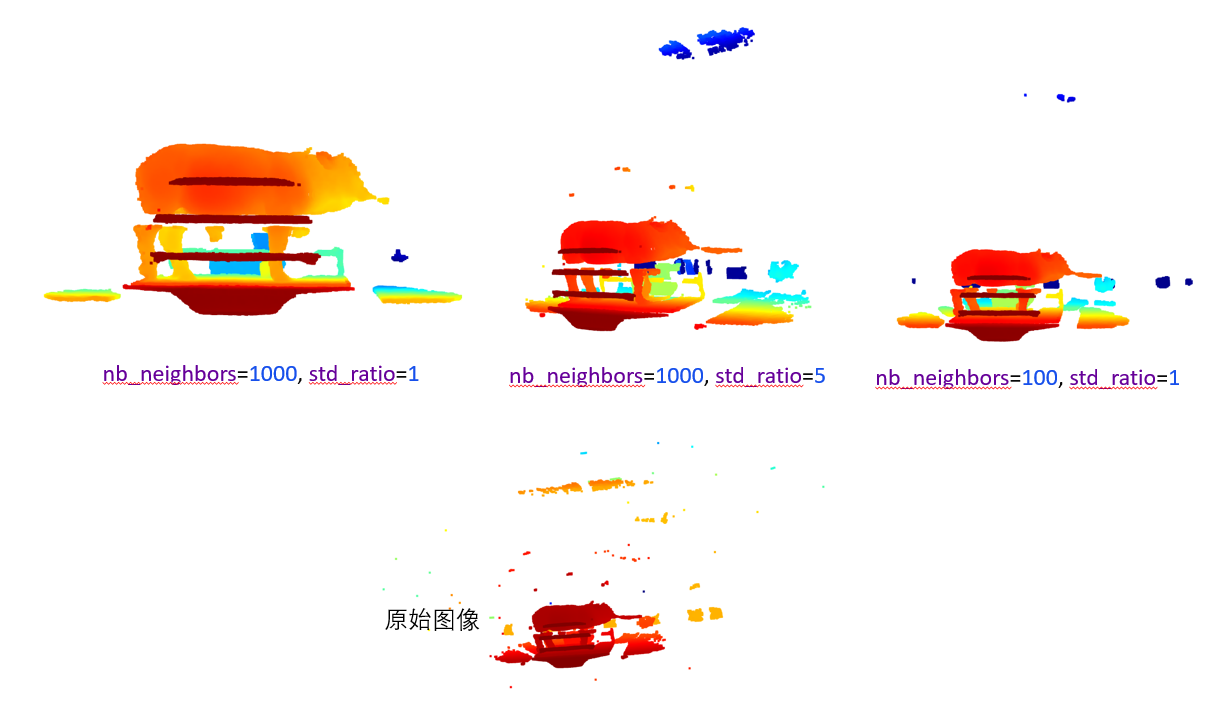 nb_neighbors=1000, std_ratio=1
nb_neighbors=1000, std_ratio=5
nb_neighbors=100, std_ratio=1
原始图像